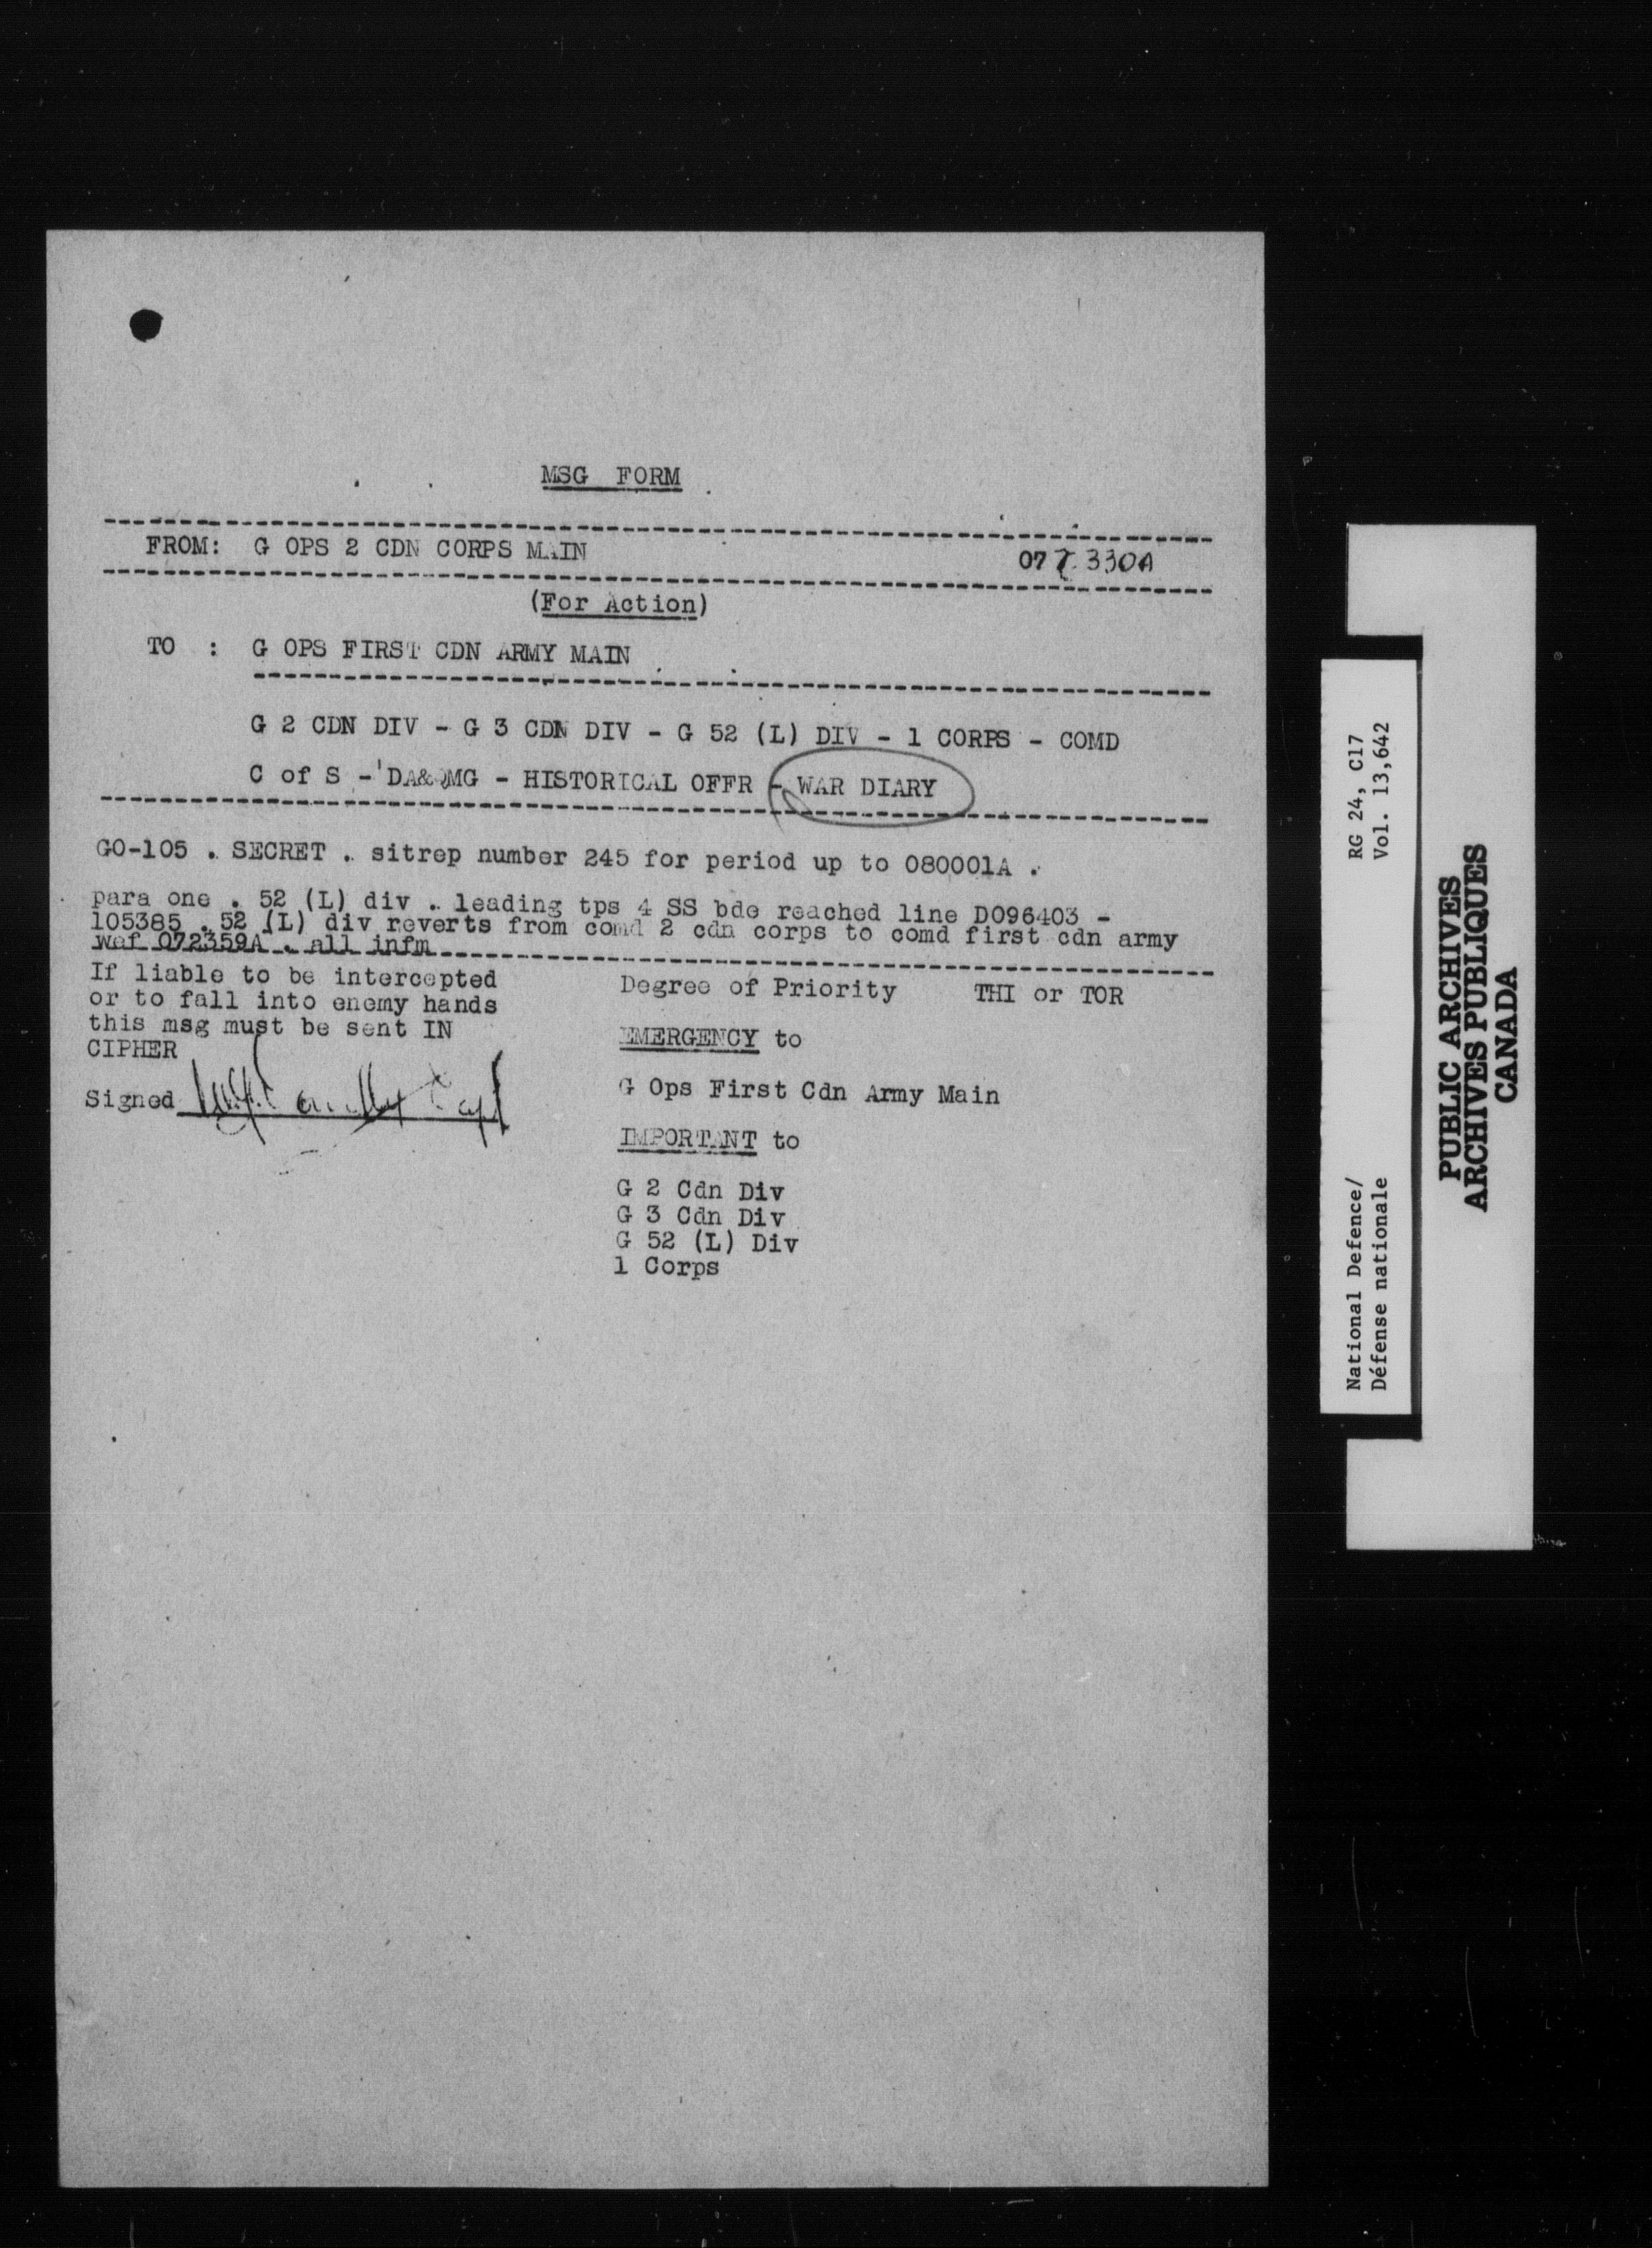 MSG FORM
FROM: G OPS 2 CDN CORPS MAIN 07 2330A
(For Action)
TO : G OPS FIRST CDN ARMY MAIN
G 2 CDN DIV - G 3 CDN DIV - G 52 (L) DIV - 1 CORPS - COMD
C of S - DA&QMG - HISTORICAL OFFR - WAR DIARY
GO-105 . SECRET . sitrep number 245 for period up to 080001A .
para one . 52 (L) div . leading tps 4 SS bde reached line D096403 -
105385 . 52 (L) div reverts from comd 2 cdn corps to comd first cdn army
wef 072359A . all infm
If liable to be intercepted
or to fall into enemy hands
this msg must be sent IN
CIPHER
Signed
Degree of Priority THI or TOR
EMERGENCY to
G Ops First Cdn Army Main
IMPORTANT to
G 2 Cdn Div
G 3 Cdn Div
G 52 (L) Div
1 Corps
National Defence/ RG 24, C17
Défense nationale Vol. 13,642
PUBLIC ARCHIVES
ARCHIVES PUBLIQUES
CANADA